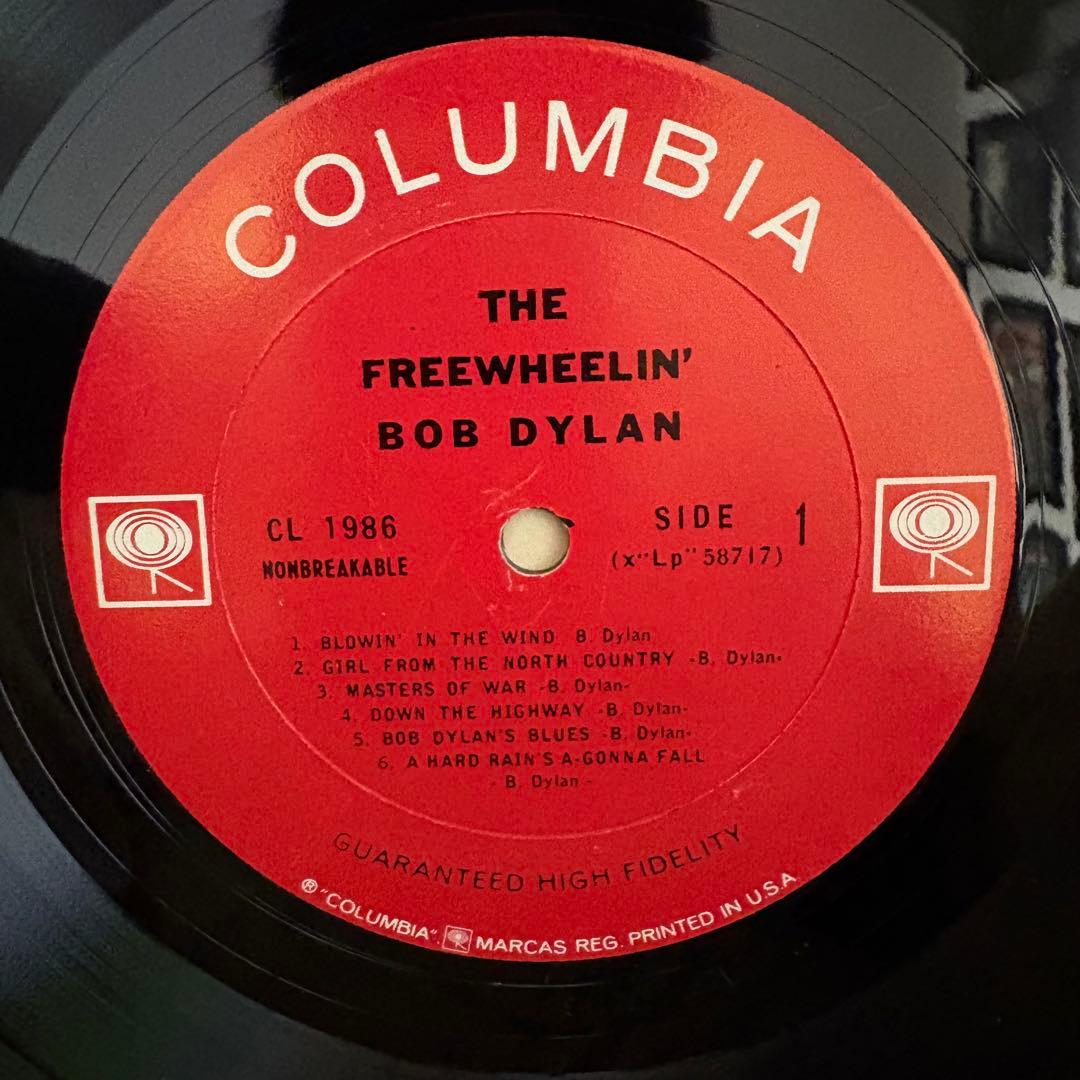 COLUMBIA
THE
FREEWHEELIN'
BOB DYLAN
CL 1986
NONBREAKABLE
SIDE 1
(x"Lp" 58717)
1. BLOWIN' IN THE WIND B. Dylan
2. GIRL FROM THE NORTH COUNTRY -B. Dylan-
3. MASTERS OF WAR -B. Dylan-
4. DOWN THE HIGHWAY -B. Dylan-
5. BOB DYLAN'S BLUES -B. Dylan-
6. A HARD RAIN'S A-GONNA FALL
- B. Dylan -
GUARANTEED HIGH FIDELITY
® "COLUMBIA", MARCAS REG. PRINTED IN U.S.A.